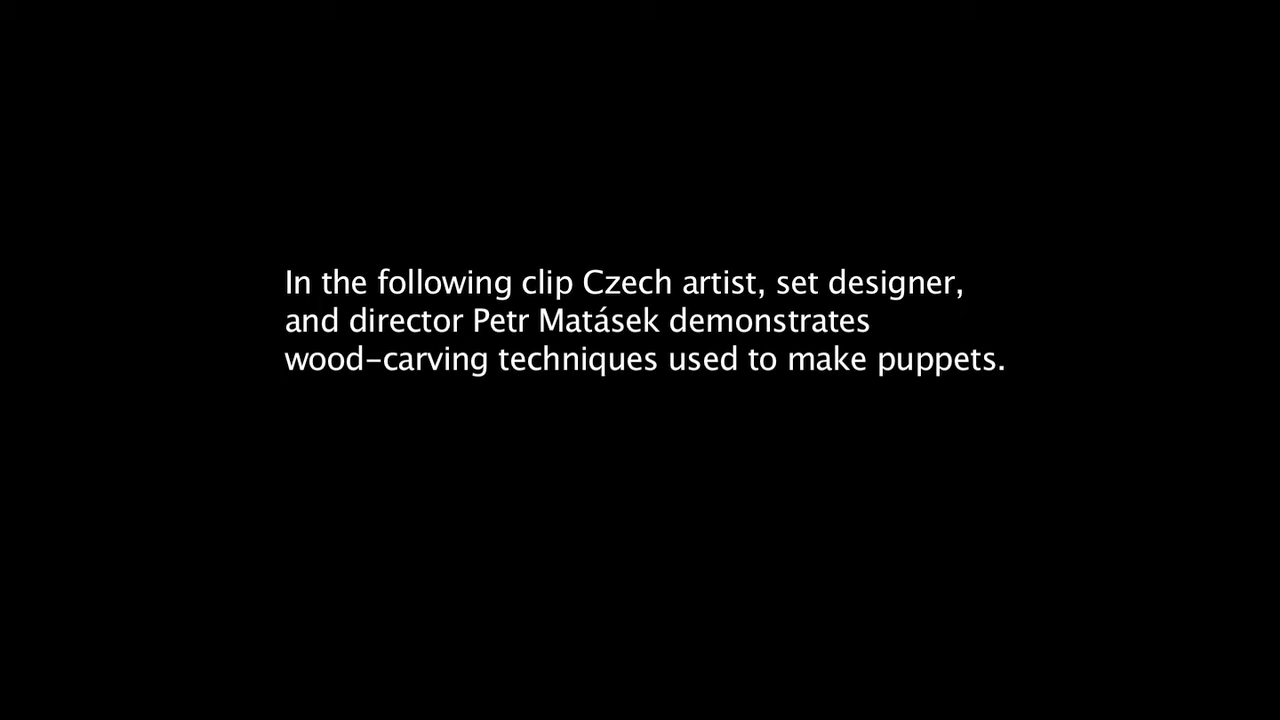 In the following clip Czech artist, set designer,
and director Petr Matásek demonstrates
wood-carving techniques used to make puppets.